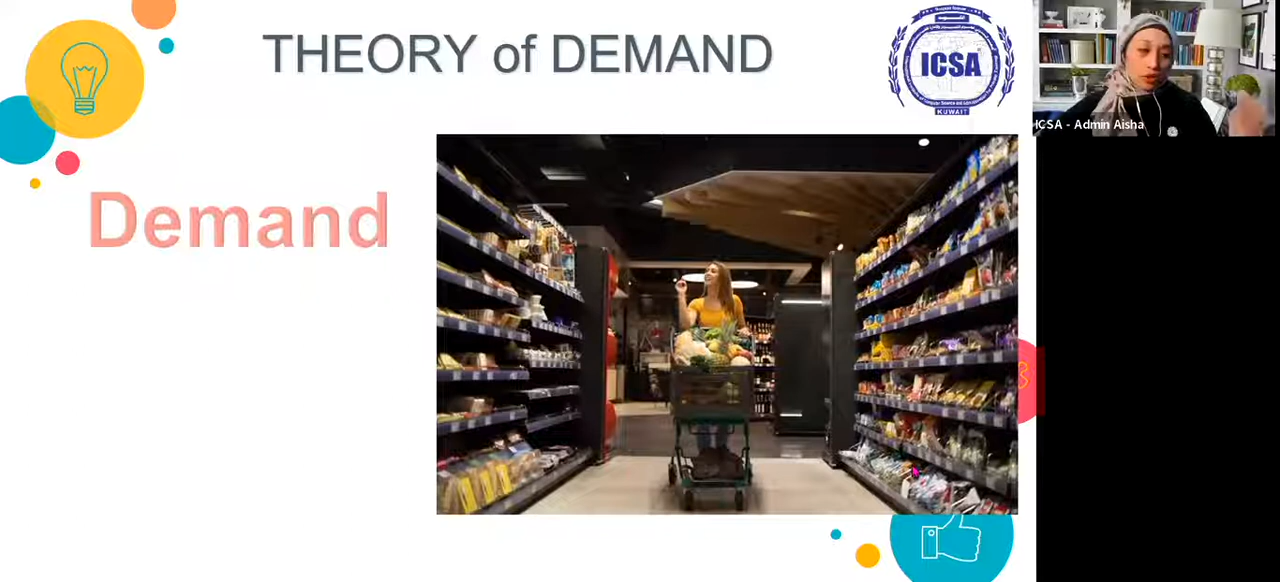 THEORY of DEMAND
ICSA
KUWAIT
ICSA - Admin Aisha
Demand